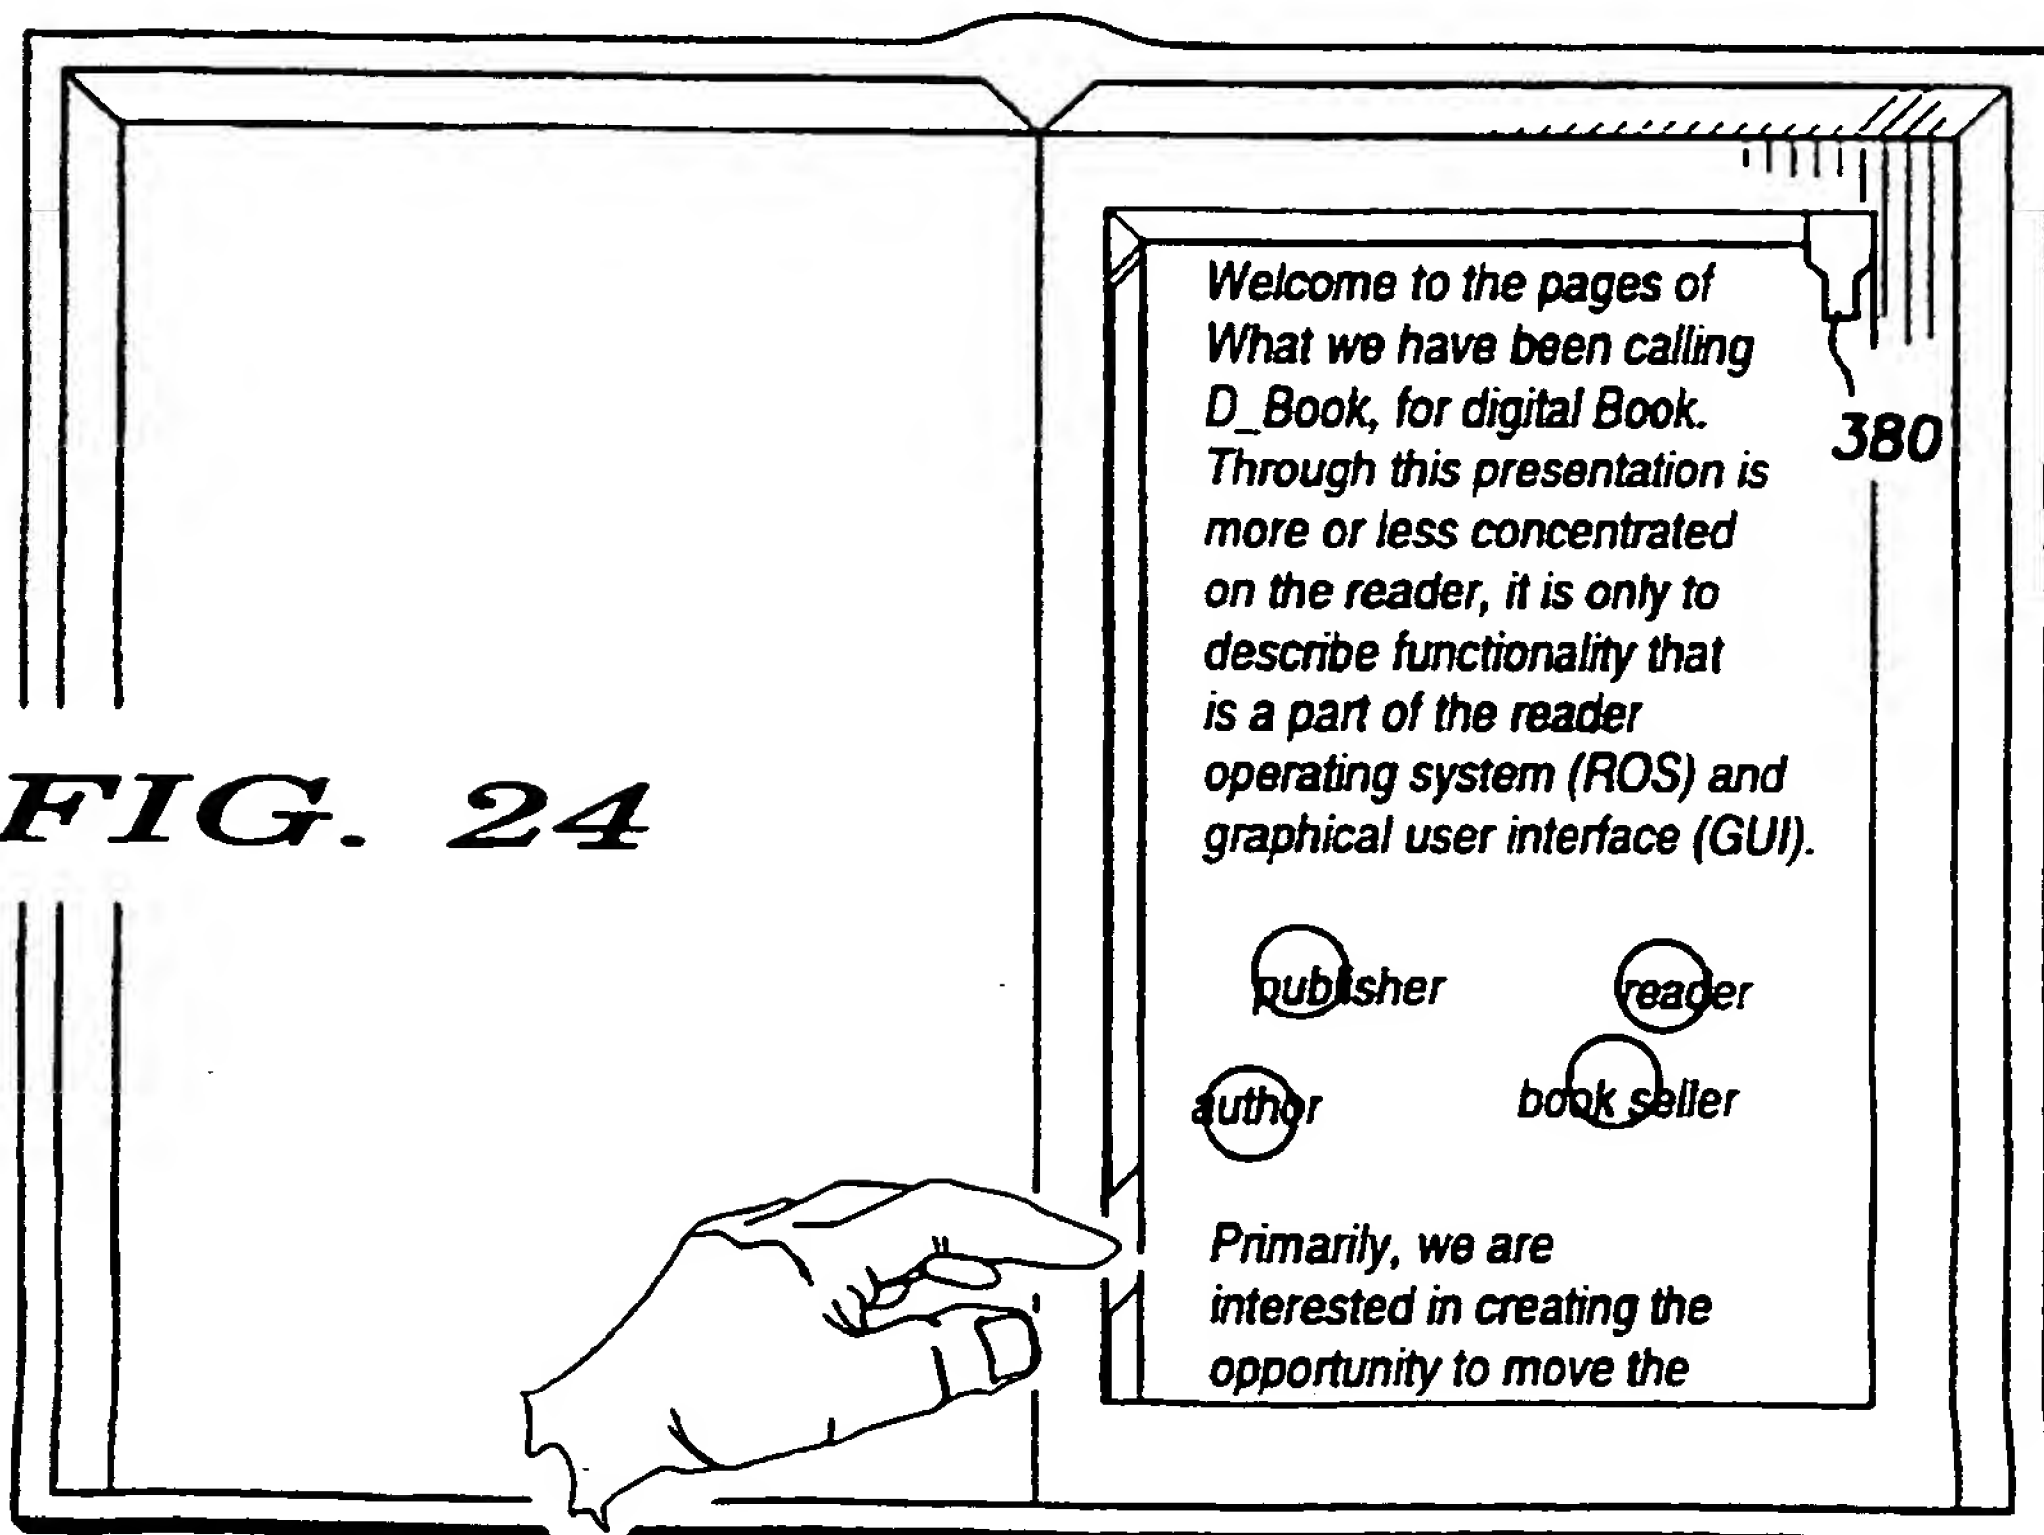 Welcome to the pages of
What we have been calling
D_Book, for digital Book.
Through this presentation is
more or less concentrated
on the reader, it is only to
describe functionality that
is a part of the reader
operating system (ROS) and
graphical user interface (GUI).
380
FIG. 24
publisher reader
author book seller
Primarily, we are
interested in creating the
opportunity to move the